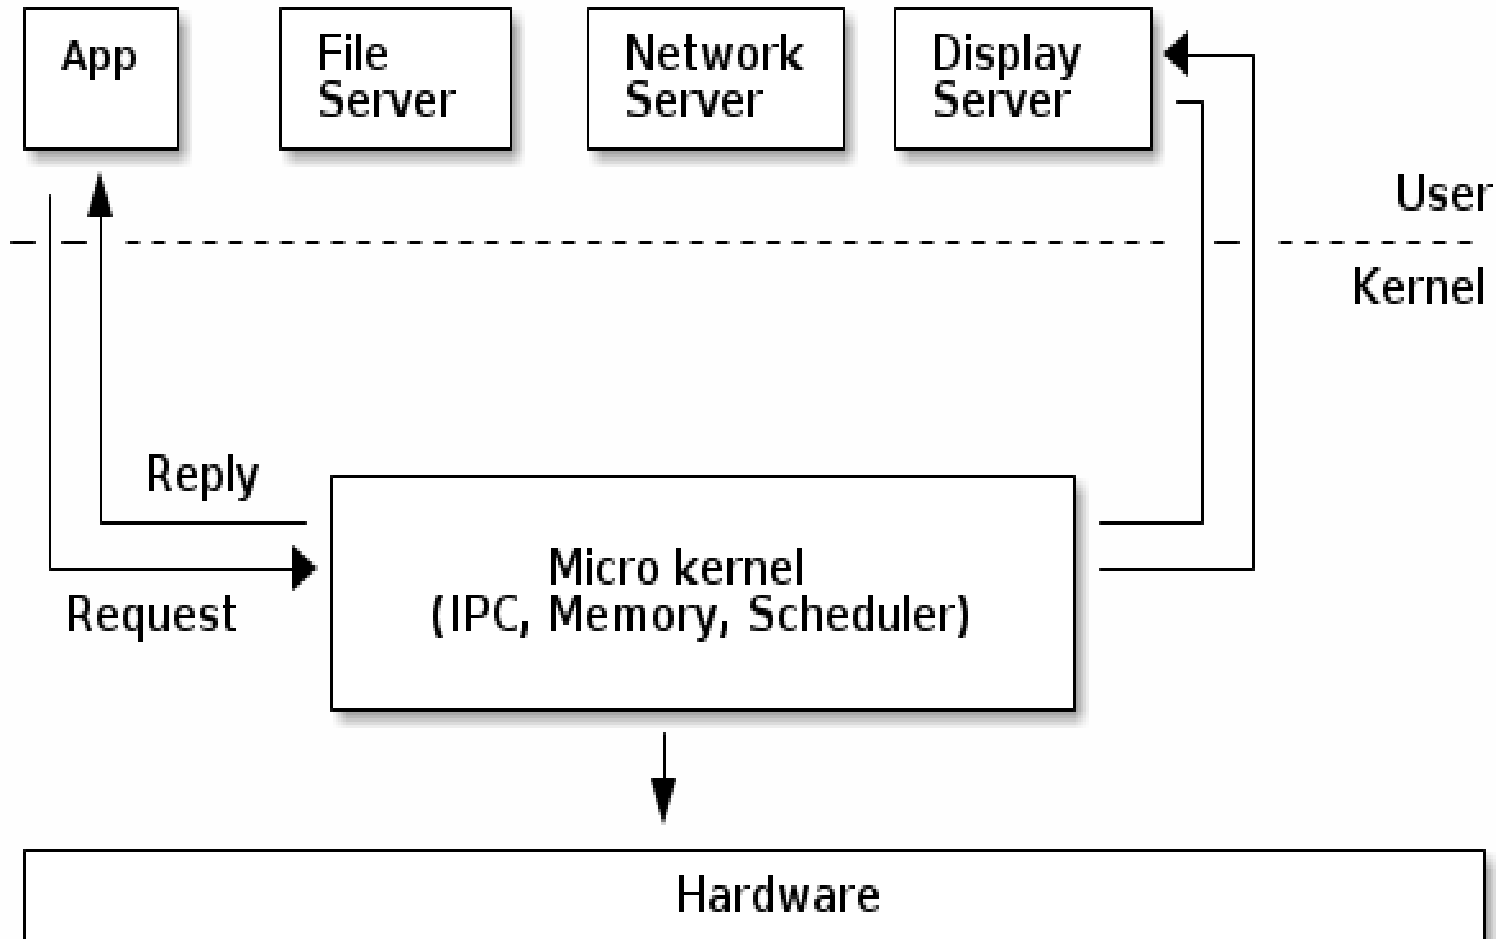 App
File
Server
Network
Server
Display
Server
User
Kernel
Reply
Request
Micro kernel
(IPC, Memory, Scheduler)
Hardware